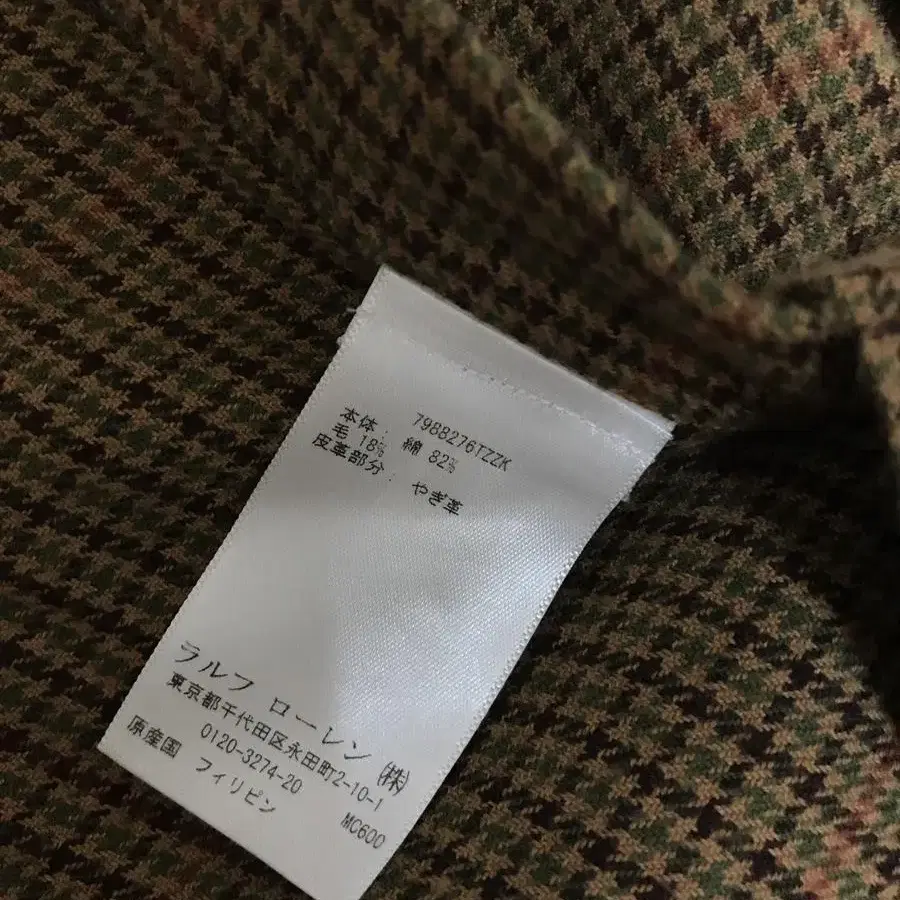 7988276TZZK
本体:
毛 18% 綿 82%
皮革部分: やぎ革
ラルフ ローレン ㈱
東京都千代田区永田町2-10-1
0120-3274-20
MC600
原産国 フィリピン